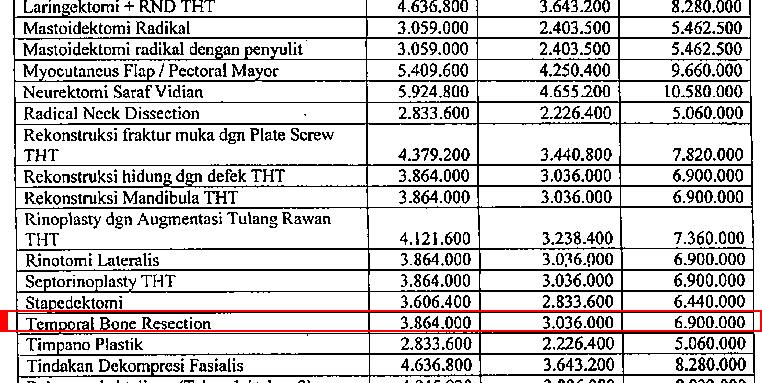 Laringektomi + RND THT 4.636.800 3.643.200 8.280.000
Mastoidektomi Radikal 3.059.000 2.403.500 5.462.500
Mastoidektomi radikal dengan penyulit 3.059.000 2.403.500 5.462.500
Myocutaneus Flap / Pectoral Mayor 5.409.600 4.250.400 9.660.000
Neurektomi Saraf Vidian 5.924.800 4.655.200 10.580.000
Radical Neck Dissection 2.833.600 2.226.400 5.060.000
Rekonstruksi fraktur muka dgn Plate Screw
THT 4.379.200 3.440.800 7.820.000
Rekonstruksi hidung dgn defek THT 3.864.000 3.036.000 6.900.000
Rekonstruksi Mandibula THT 3.864.000 3.036.000 6.900.000
Rinoplasty dgn Augmentasi Tulang Rawan
THT 4.121.600 3.238.400 7.360.000
Rinotomi Lateralis 3.864.000 3.036.000 6.900.000
Septorinoplasty THT 3.864.000 3.036.000 6.900.000
Stapedektomi 3.606.400 2.833.600 6.440.000
Temporal Bone Resection 3.864.000 3.036.000 6.900.000
Timpano Plastik 2.833.600 2.226.400 5.060.000
Tindakan Dekompresi Fasialis 4.636.800 3.643.200 8.280.000